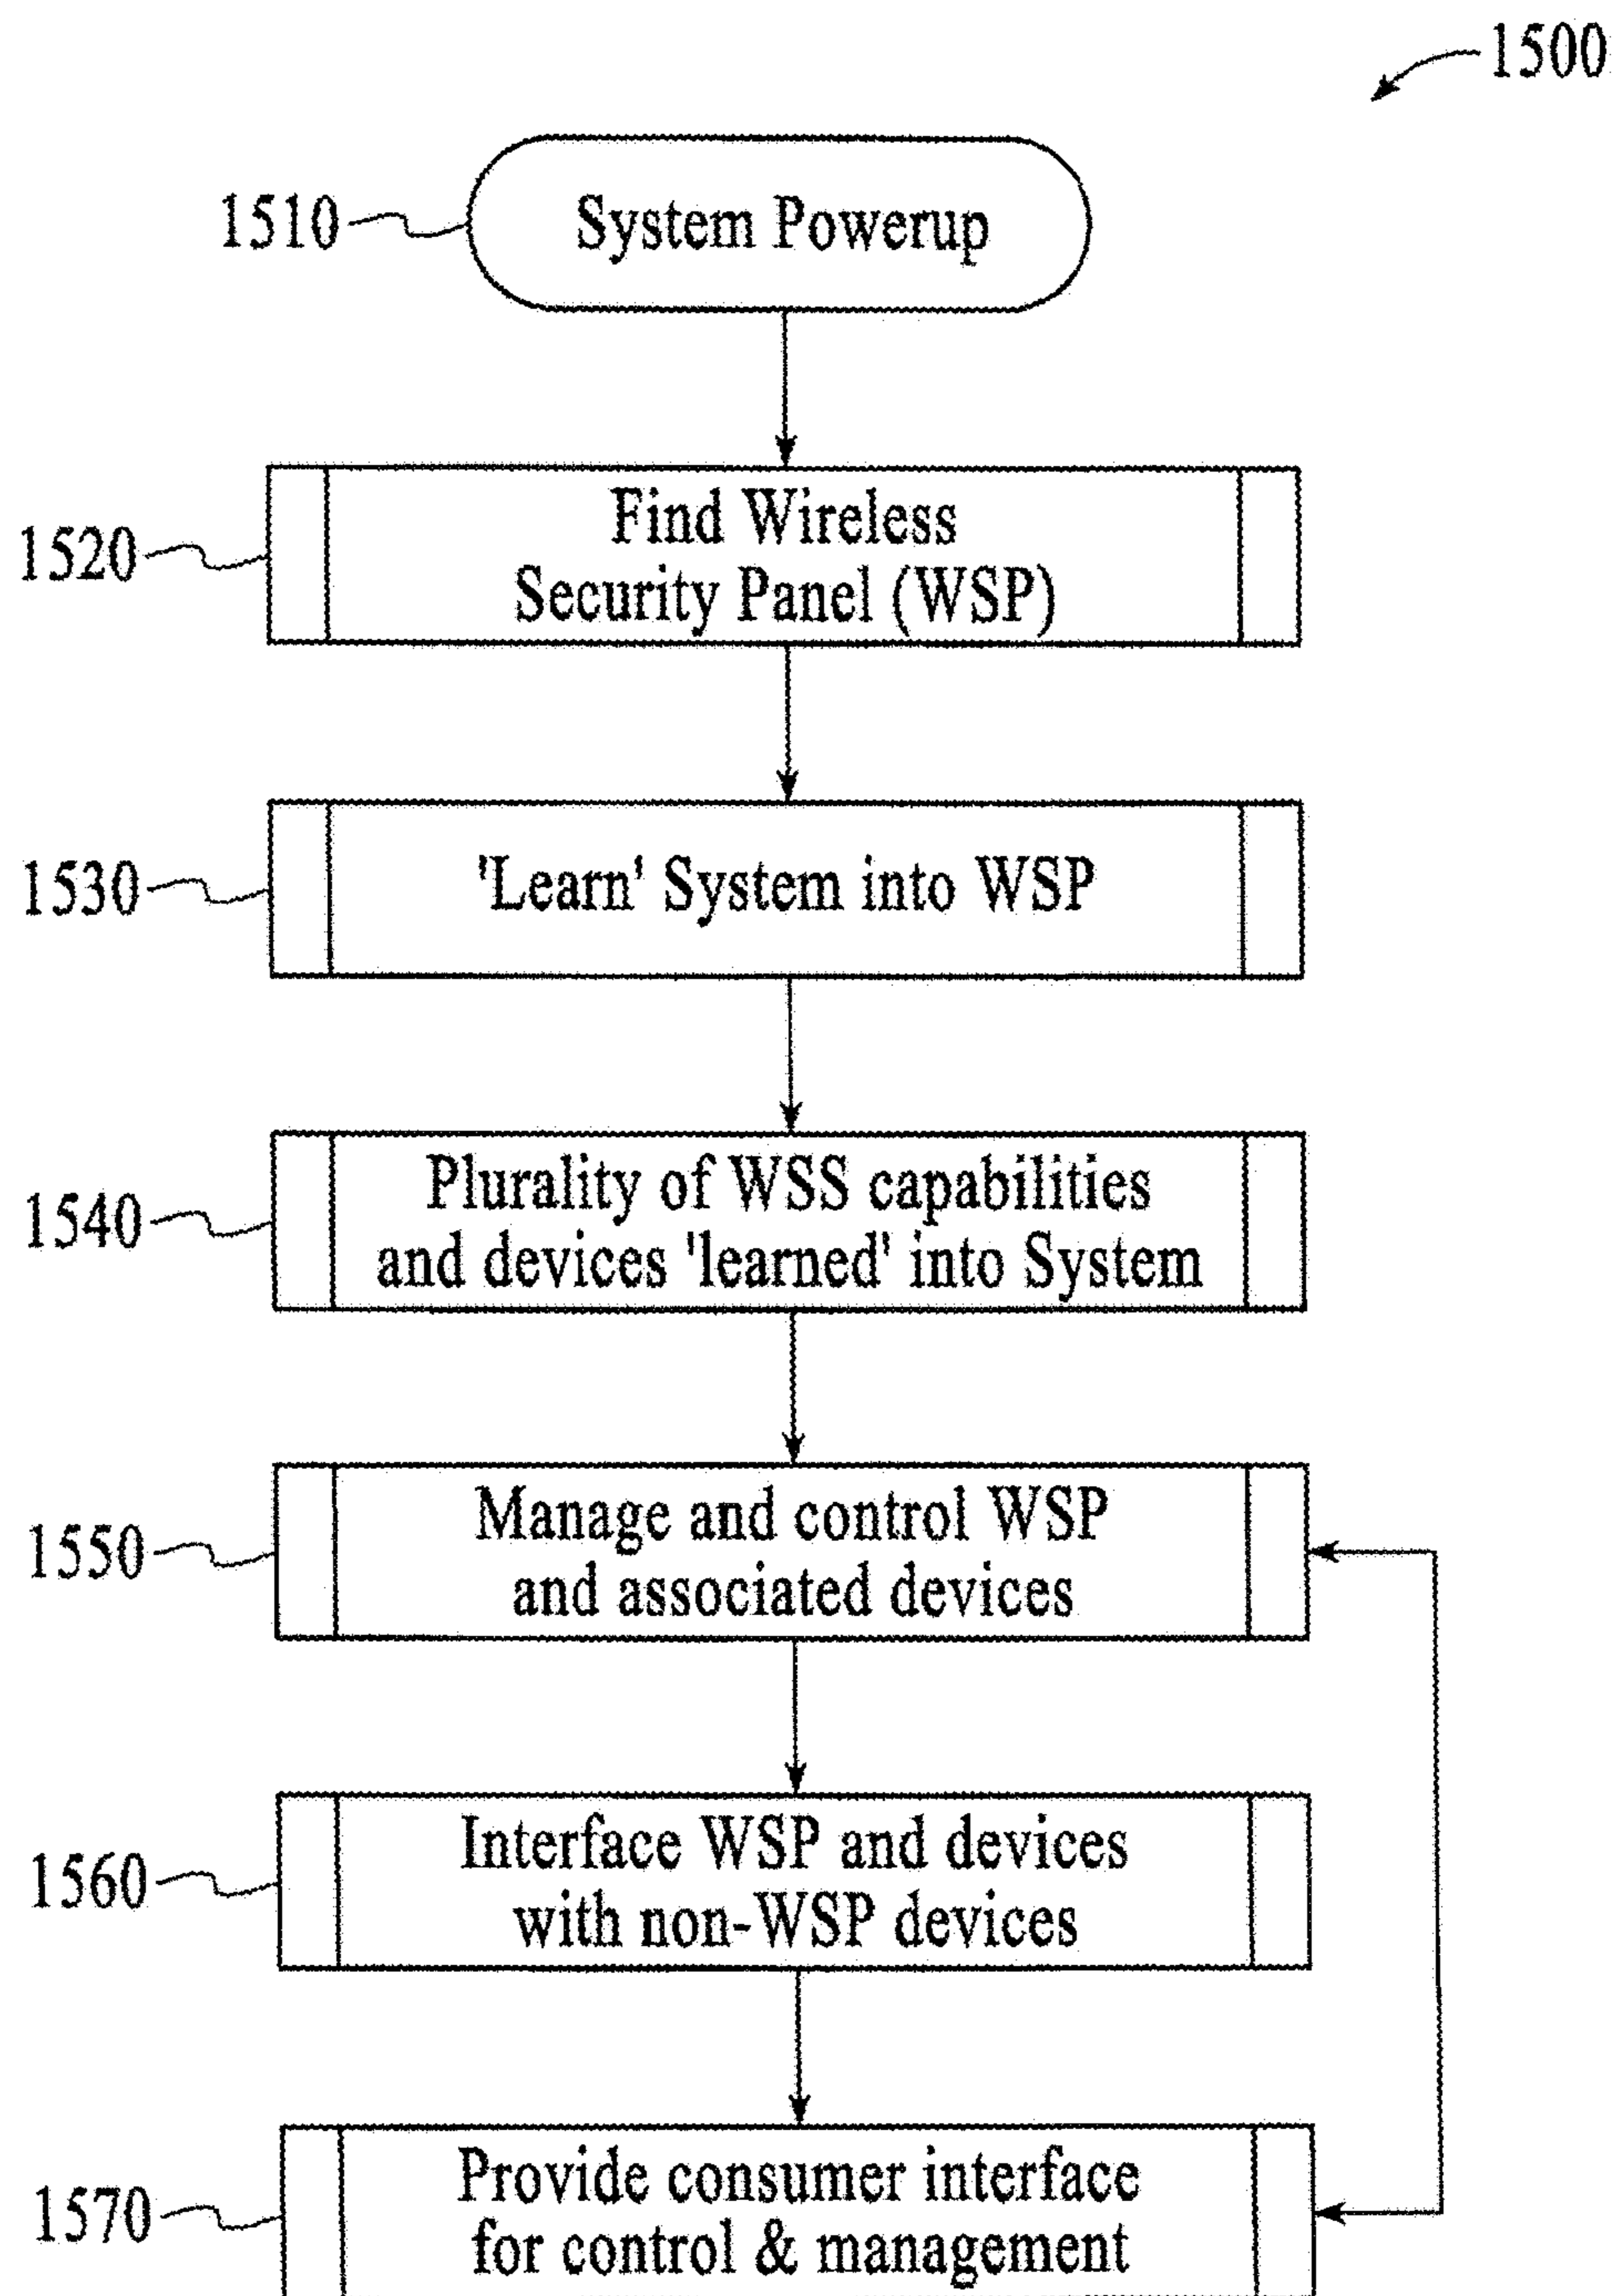 1500
1510
System Powerup
1520
Find Wireless
Security Panel (WSP)
1530
'Learn' System into WSP
1540
Plurality of WSS capabilities
and devices 'learned' into System
1550
Manage and control WSP
and associated devices
1560
Interface WSP and devices
with non-WSP devices
1570
Provide consumer interface
for control & management